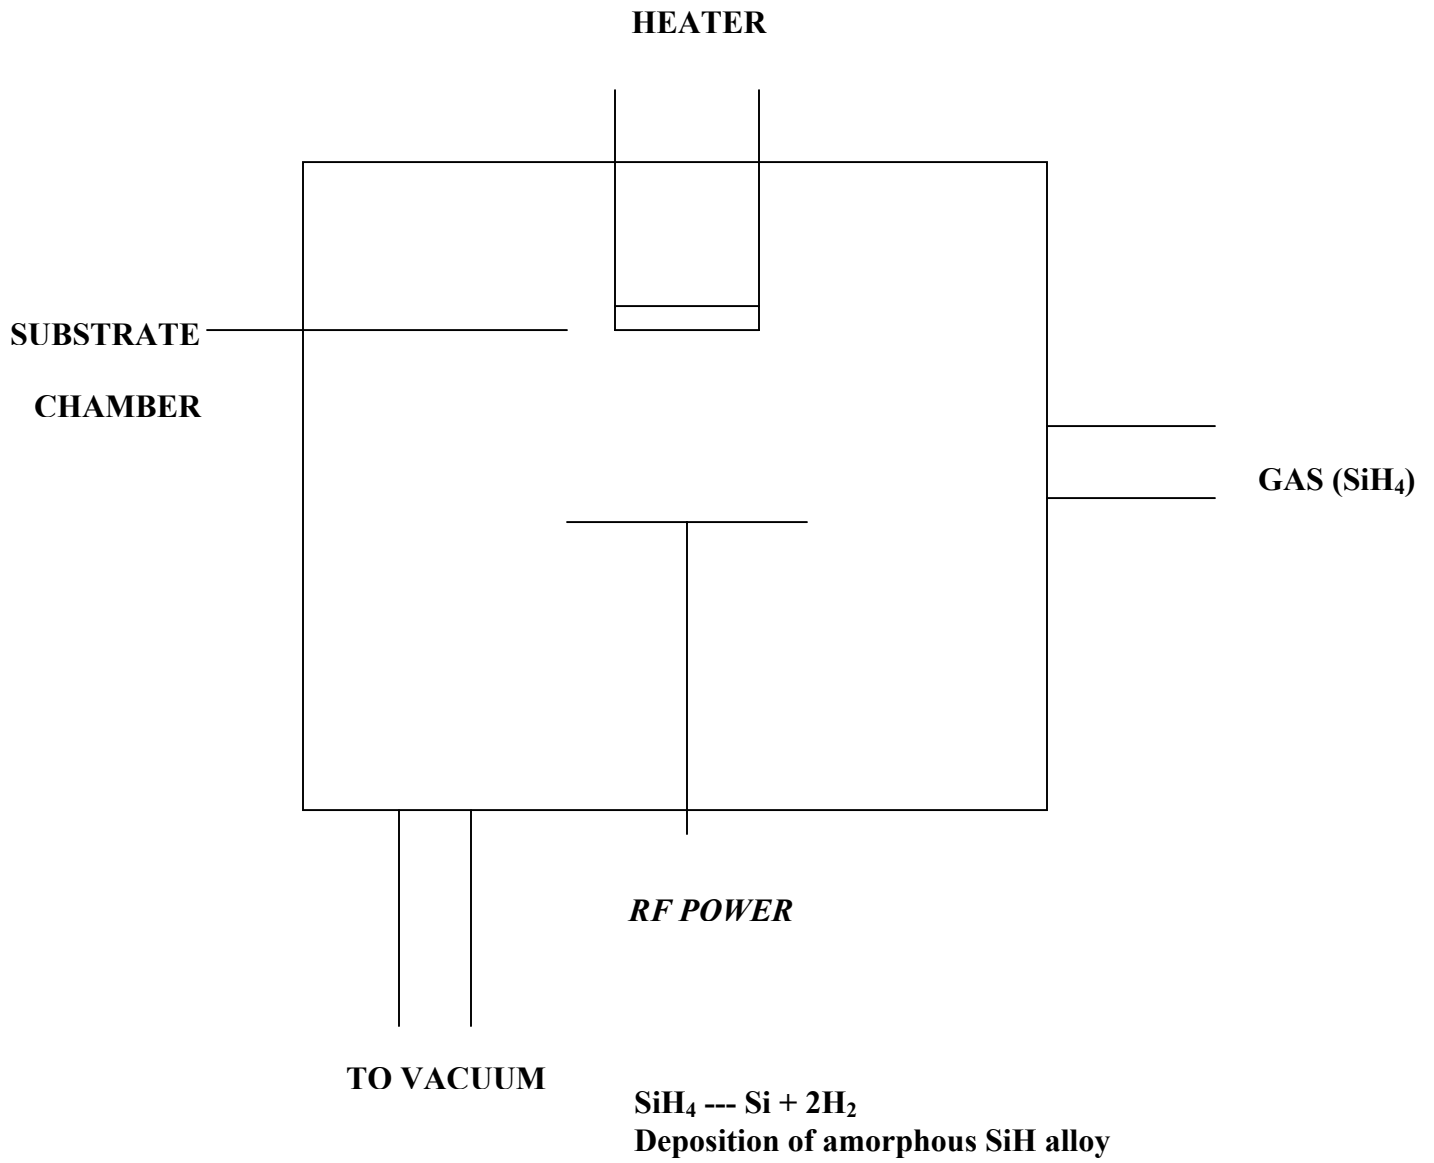 HEATER
SUBSTRATE
CHAMBER
GAS (SiH₄)
RF POWER
TO VACUUM
SiH₄ --- Si + 2H₂
Deposition of amorphous SiH alloy